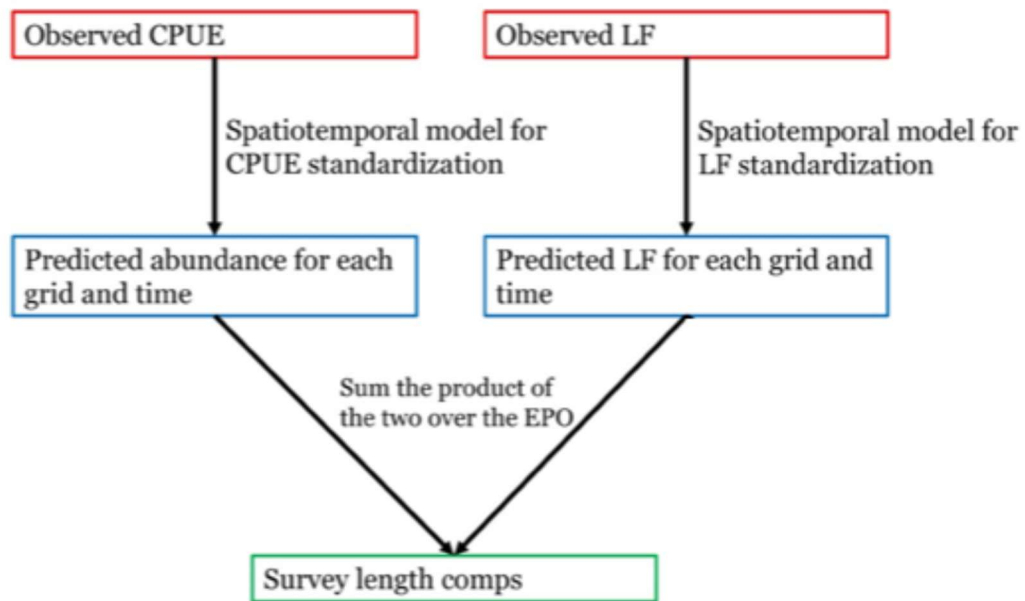 Observed CPUE
Observed LF
Spatiotemporal model for
CPUE standardization
Spatiotemporal model for
LF standardization
Predicted abundance for each
grid and time
Predicted LF for each grid and
time
Sum the product of
the two over the EPO
Survey length comps